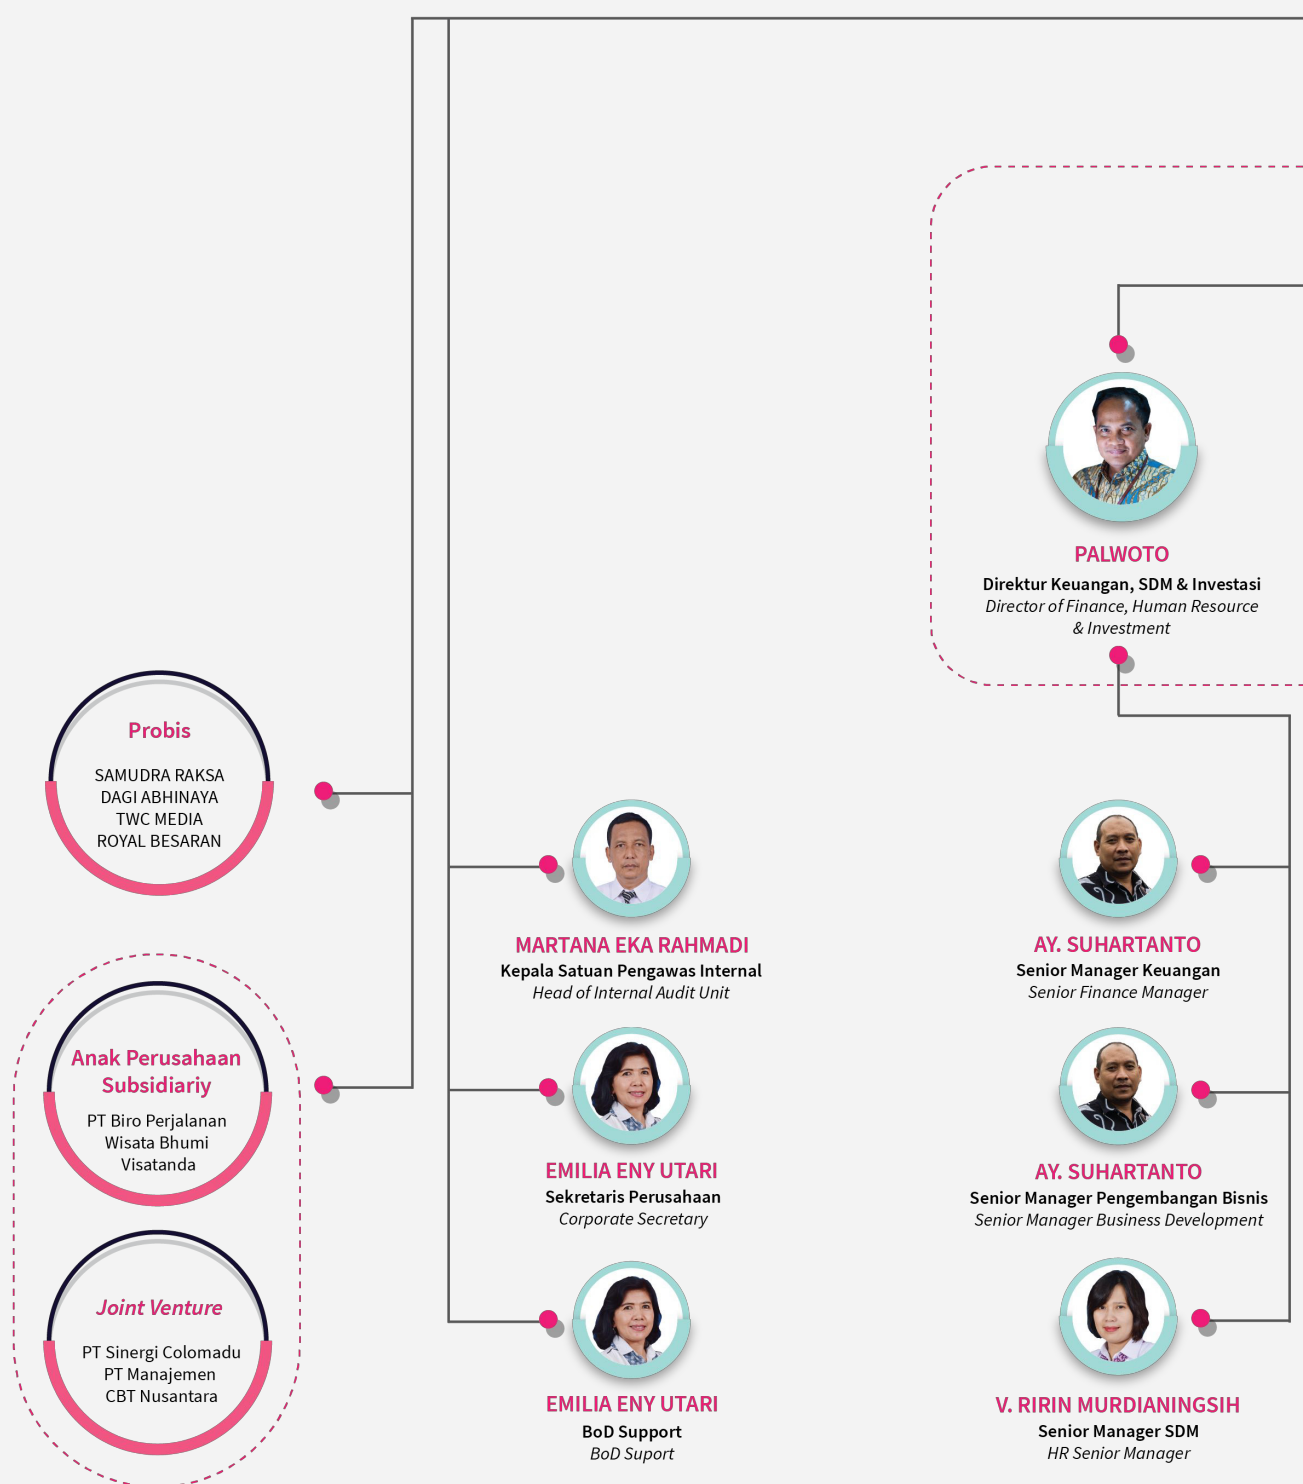 PALWOTO
Direktur Keuangan, SDM & Investasi
Director of Finance, Human Resource
& Investment
Probis
SAMUDRA RAKSA
DAGI ABHINAYA
TWC MEDIA
ROYAL BESARAN
Anak Perusahaan
Subsidiariy
PT Biro Perjalanan
Wisata Bhumi
Visatanda
Joint Venture
PT Sinergi Colomadu
PT Manajemen
CBT Nusantara
MARTANA EKA RAHMADI
Kepala Satuan Pengawas Internal
Head of Internal Audit Unit
EMILIA ENY UTARI
Sekretaris Perusahaan
Corporate Secretary
EMILIA ENY UTARI
BoD Support
BoD Suport
AY. SUHARTANTO
Senior Manager Keuangan
Senior Finance Manager
AY. SUHARTANTO
Senior Manager Pengembangan Bisnis
Senior Manager Business Development
V. RIRIN MURDIANINGSIH
Senior Manager SDM
HR Senior Manager